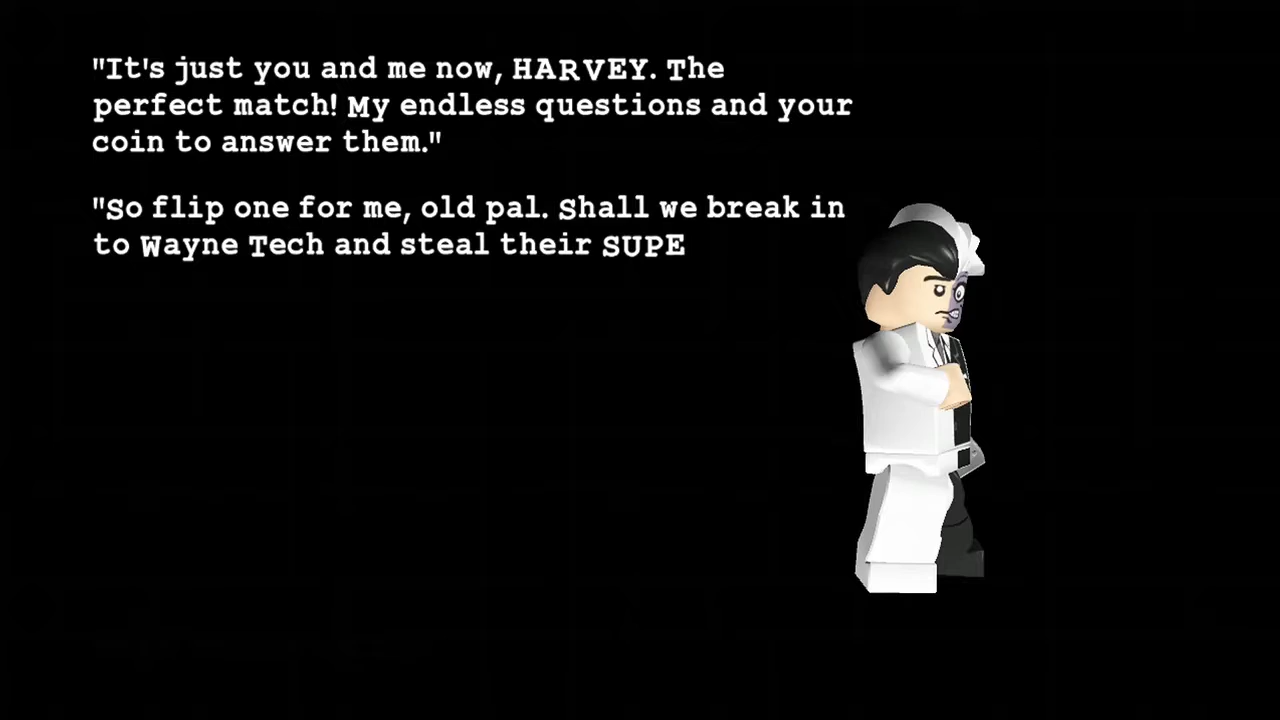 "It's just you and me now, HARVEY. The
perfect match! My endless questions and your
coin to answer them."
"So flip one for me, old pal. Shall we break in
to Wayne Tech and steal their SUPE